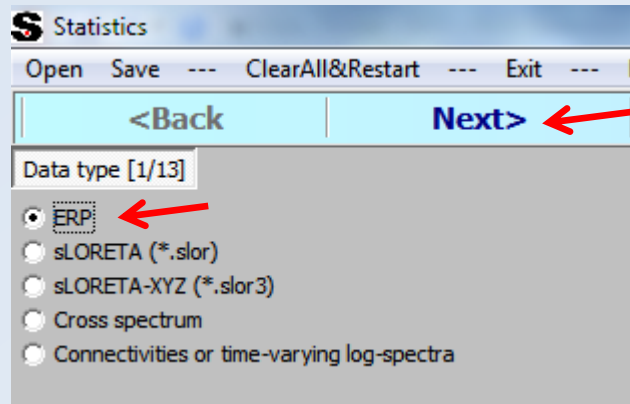 S Statistics
Open Save --- ClearAll&Restart --- Exit ---
<Back Next>
Data type [1/13]
ERP
sLORETA (*.slor)
sLORETA-XYZ (*.slor3)
Cross spectrum
Connectivities or time-varying log-spectra